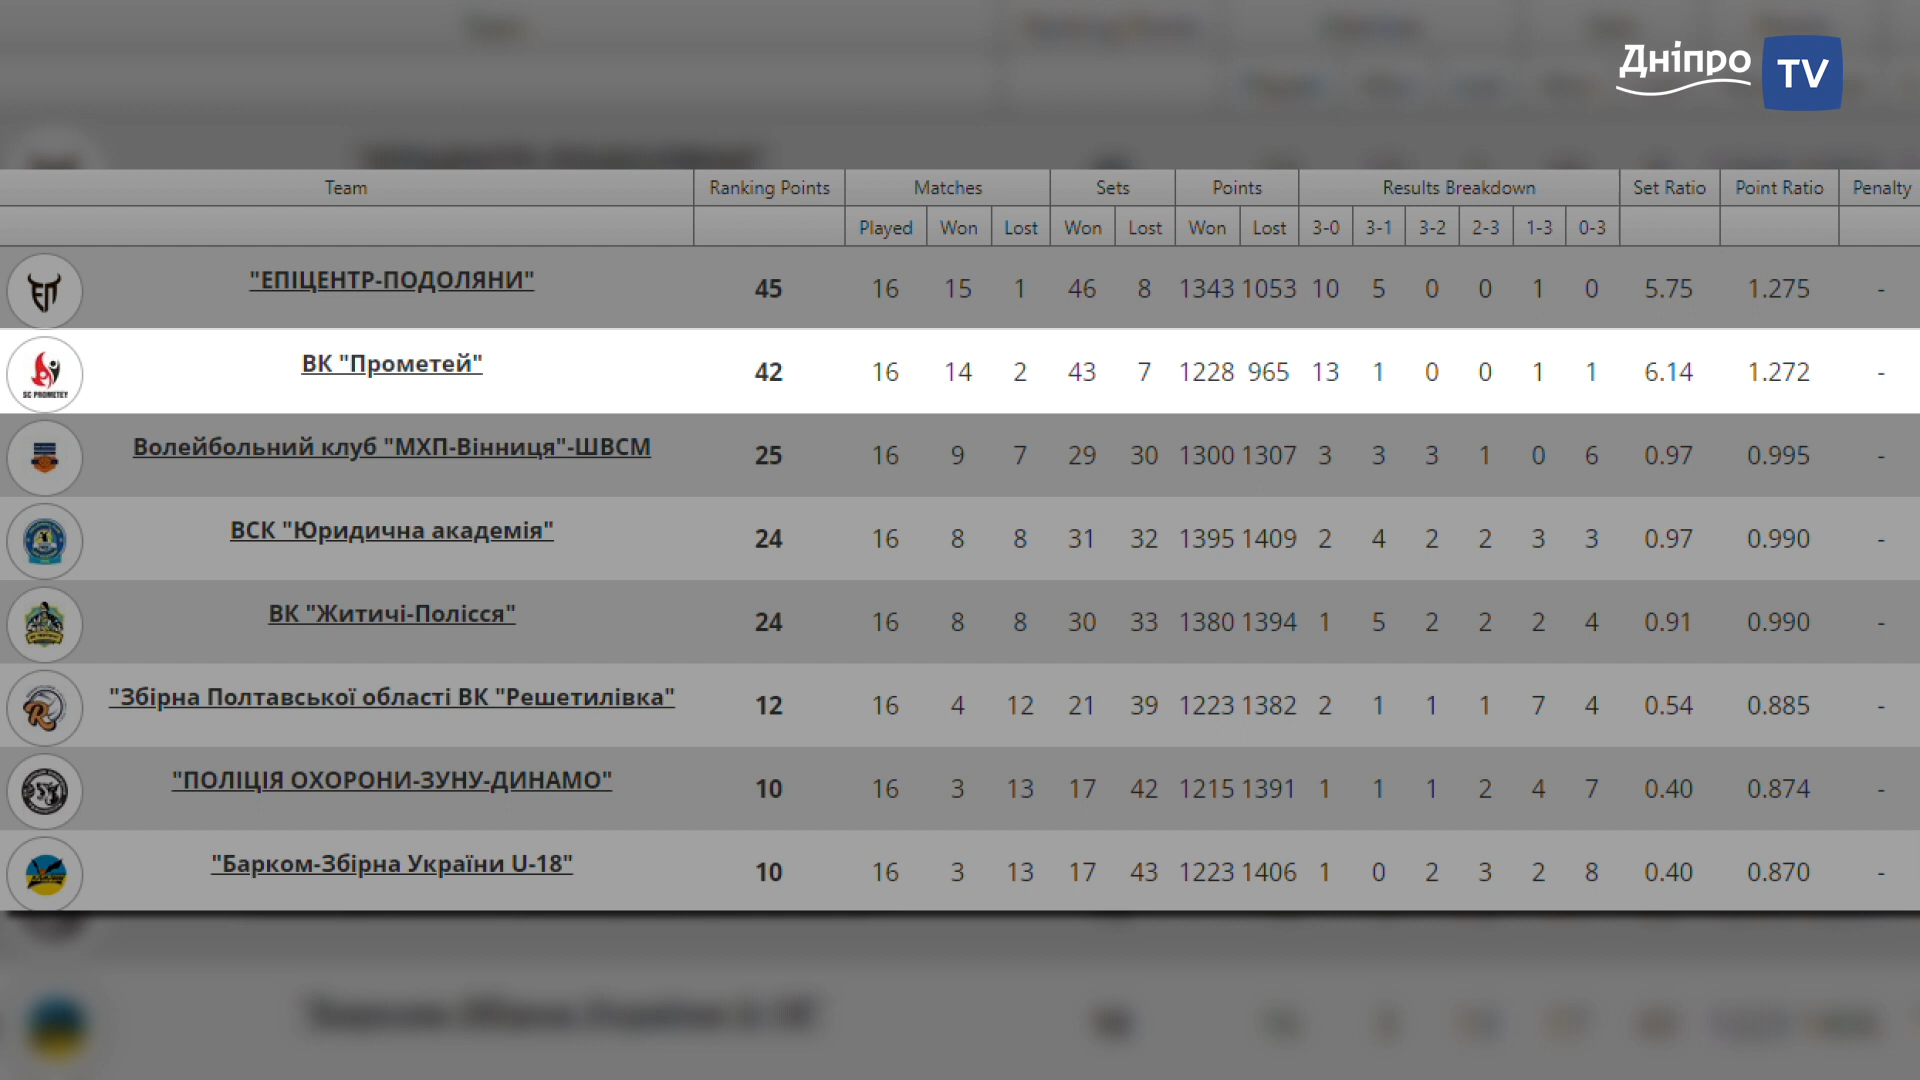 Дніпро TV
Team Ranking Points Matches Sets Points Results Breakdown Set Ratio Point Ratio Penalty
Played Won Lost Won Lost Won Lost 3-0 3-1 3-2 2-3 1-3 0-3
"ЕПІЦЕНТР-ПОДОЛЯНИ" 45 16 15 1 46 8 1343 1053 10 5 0 0 1 0 5.75 1.275 -
ВК "Прометей" 42 16 14 2 43 7 1228 965 13 1 0 0 1 1 6.14 1.272 -
SC PROMETEY
Волейбольний клуб "МХП-Вінниця"-ШВСМ 25 16 9 7 29 30 1300 1307 3 3 3 1 0 6 0.97 0.995 -
ВСК "Юридична академія" 24 16 8 8 31 32 1395 1409 2 4 2 2 3 3 0.97 0.990 -
ВК "Житичі-Полісся" 24 16 8 8 30 33 1380 1394 1 5 2 2 2 4 0.91 0.990 -
"Збірна Полтавської області ВК "Решетилівка" 12 16 4 12 21 39 1223 1382 2 1 1 1 7 4 0.54 0.885 -
"ПОЛІЦІЯ ОХОРОНИ-ЗУНУ-ДИНАМО" 10 16 3 13 17 42 1215 1391 1 1 1 2 4 7 0.40 0.874 -
"Барком-Збірна України U-18" 10 16 3 13 17 43 1223 1406 1 0 2 3 2 8 0.40 0.870 -